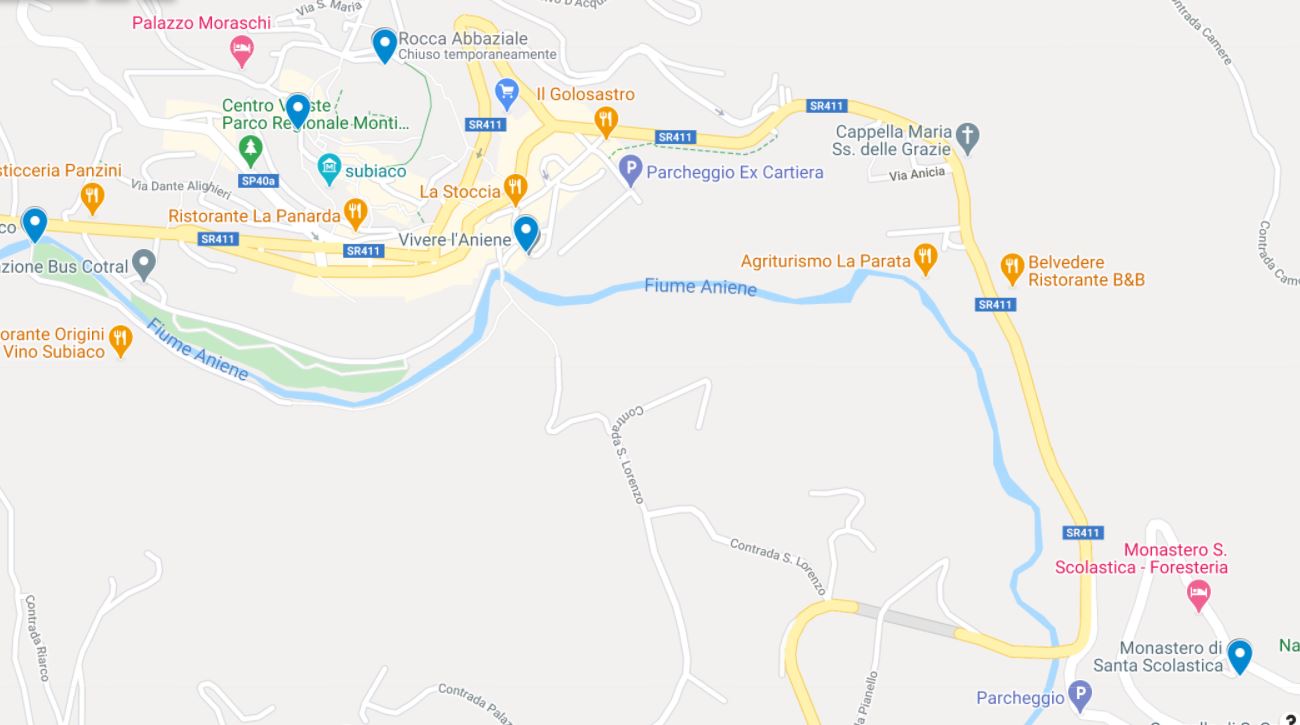 Via S. Maria
Palazzo Moraschi
Rocca Abbaziale
Chiuso temporaneamente
Contrada Camere
Il Golosastro
Centro V
ste
Parco Regionale Monti...
SR411
SR411
SR411
Cappella Maria
Ss. delle Grazie
Via Anicia
sticceria Panzini
SP40a
subiaco
Via Dante Alighieri
La Stoccia
Parcheggio Ex Cartiera
Ristorante La Panarda
co
SR411
SR411
Vivere l'Aniene
zione Bus Cotral
Agriturismo La Parata
Belvedere
Ristorante B&B
Contrada Cam
Fiume Aniene
SR411
Fiume Aniene
orante Origini
Vino Subiaco
Contrada S. Lorenzo
SR411
Contrada S. Lorenzo
Monastero S.
Scolastica - Foresteria
Contrada Riarco
Monastero di
Santa Scolastica
Na
Parcheggio
a Pianello
Contrada Palaz
?